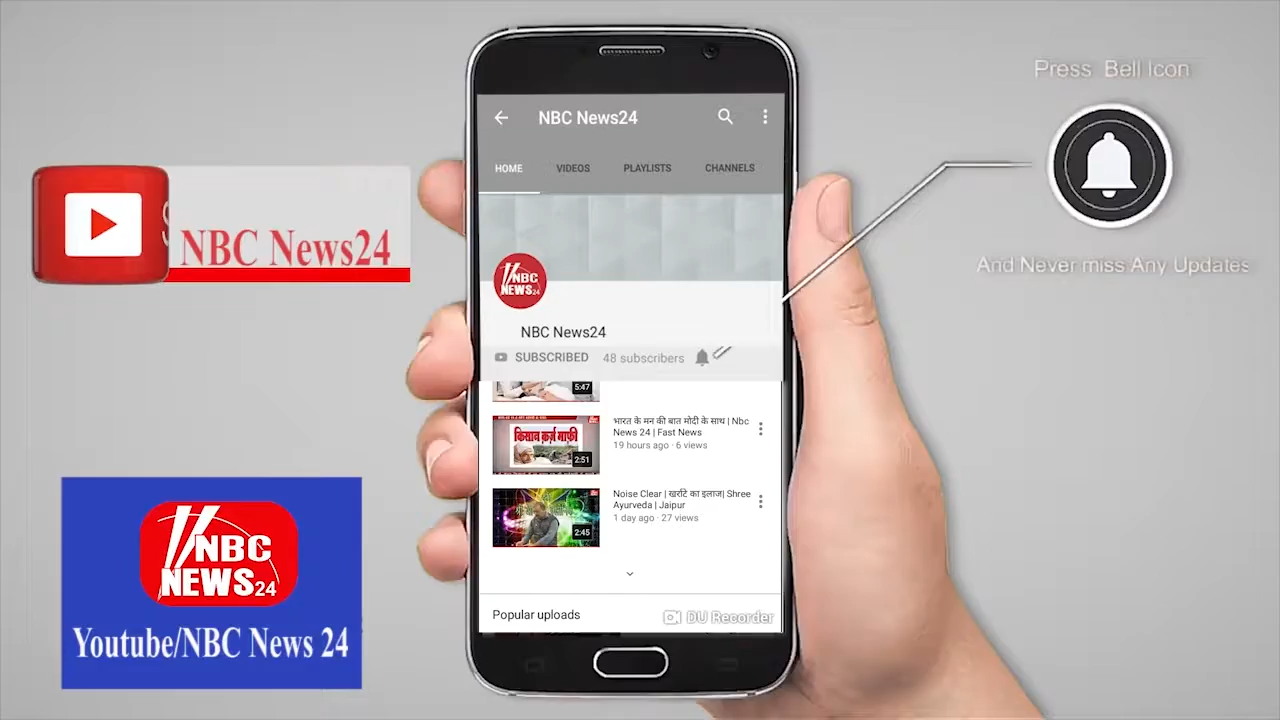 Press Bell Icon
And Never miss Any Updates
NBC News24
NBC
NEWS24
Youtube/NBC News 24
NBC News24
HOME VIDEOS PLAYLISTS CHANNELS
NBC
NEWS24
NBC News24
SUBSCRIBED 48 subscribers
5:47
किसान कर्ज़ माफी
2:51
भारत के मन की बात मोदी के साथ | Nbc
News 24 | Fast News
19 hours ago · 6 views
2:45
Noise Clear | खर्राटे का इलाज| Shree
Ayurveda | Jaipur
1 day ago · 27 views
Popular uploads
DU Recorder